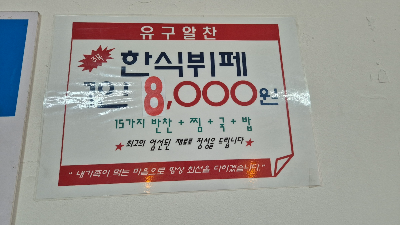 유구알찬
한식뷔페
1인 8,000원
15가지 반찬 + 찜 + 국 + 밥
★ 최고의 엄선된 재료로 정성을 드립니다 ★
"내가족이 먹는 마음으로 항상 최선을 다하겠습니다."